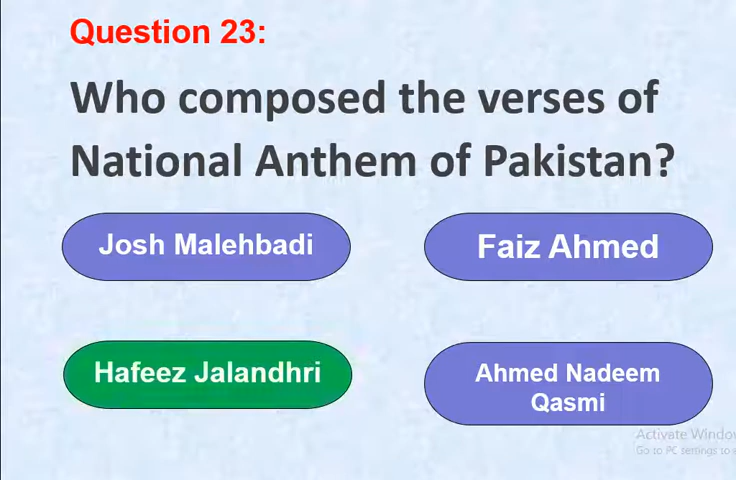 Question 23:
Who composed the verses of
National Anthem of Pakistan?
Josh Malehbadi
Faiz Ahmed
Hafeez Jalandhri
Ahmed Nadeem
Qasmi
Activate Windo
Go to PC settings to